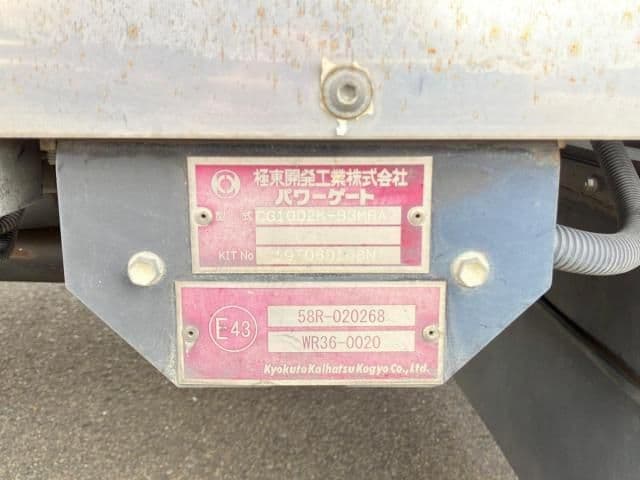 極東開発工業株式会社
パワーゲート
型 式
KIT No
E43
58R-020268
WR36-0020
Kyokuto Kaihatsu Kogyo Co., Ltd.